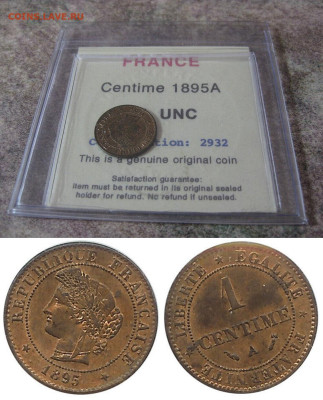 FRANCE
Centime 1895A
UNC
2932
This is a genuine original coin
Satisfaction guarantee:
Item must be returned in its original sealed
holder for refund. No refund if unsealed.
REPUBLIQUE FRANÇAISE
1895
LIBERTE EGALITE FRATERNITE
1
CENTIME
A